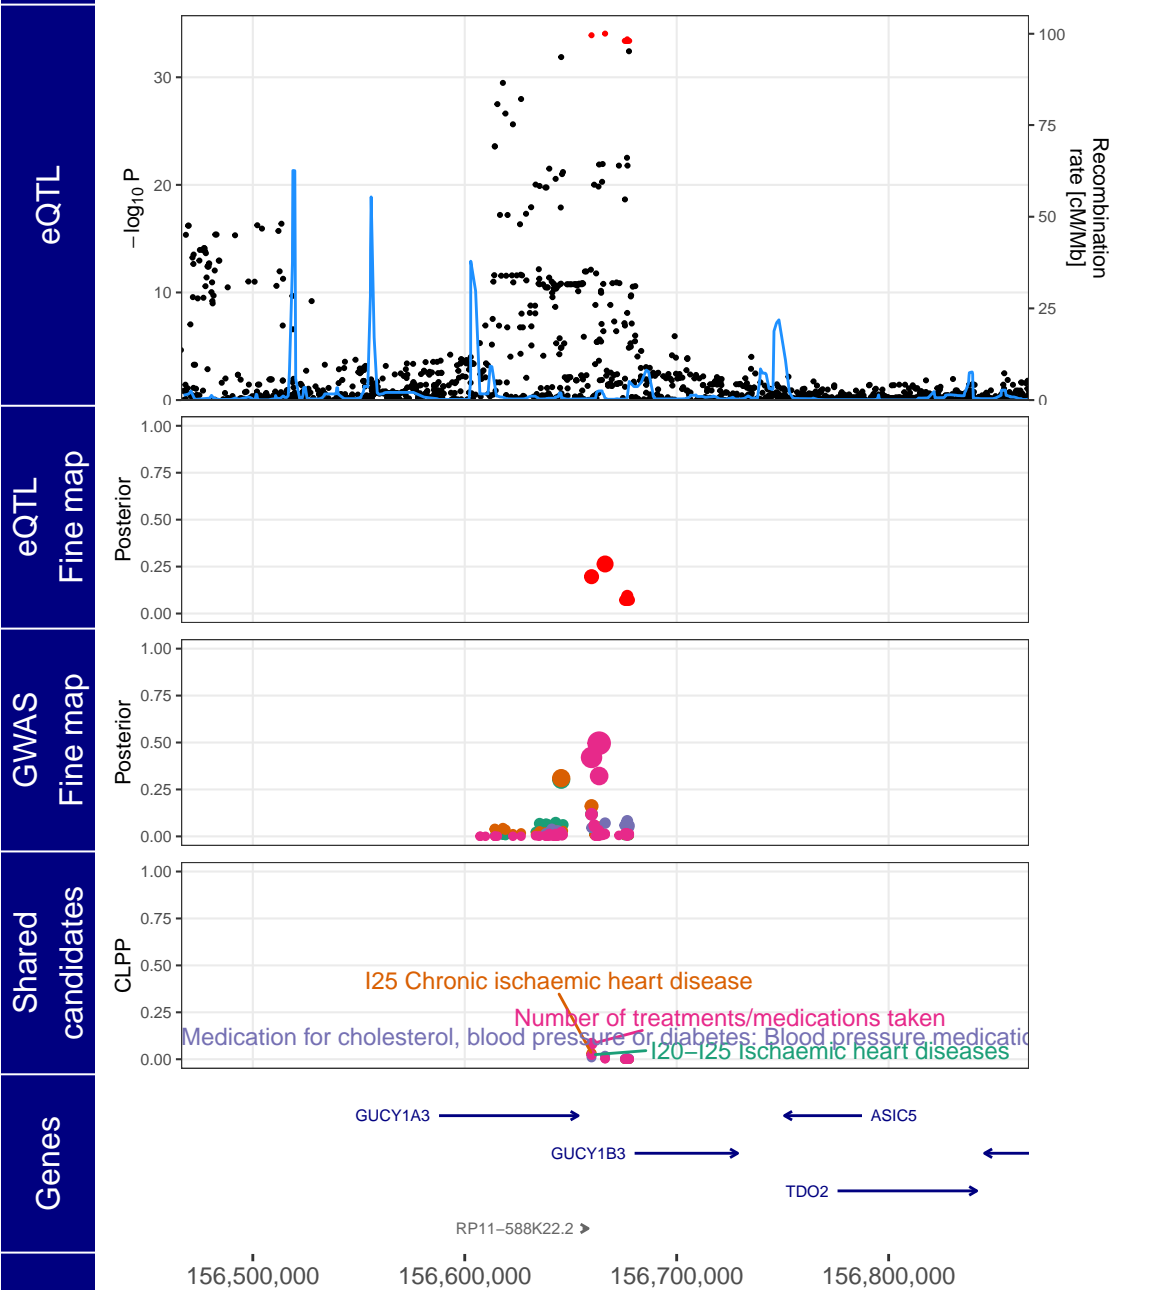 eQTL
−log10 P
30
20
10
0
100
75
50
25
0
Recombination
rate [cM/Mb]
eQTL
Fine map
Posterior
1.00
0.75
0.50
0.25
0.00
GWAS
Fine map
Posterior
1.00
0.75
0.50
0.25
0.00
Shared
candidates
CLPP
1.00
0.75
0.50
0.25
0.00
I25 Chronic ischaemic heart disease
Number of treatments/medications taken
Medication for cholesterol, blood pressure or diabetes: Blood pressure medicatio
I20−I25 Ischaemic heart diseases
Genes
GUCY1A3
ASIC5
GUCY1B3
TDO2
RP11−588K22.2
156,500,000
156,600,000
156,700,000
156,800,000